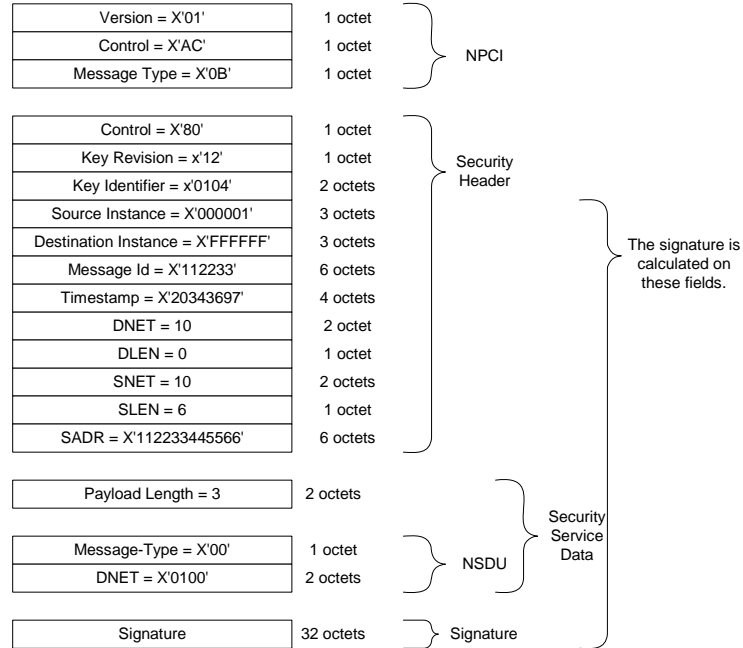 Version = X'01' 1 octet
Control = X'AC' 1 octet
NPCI
Message Type = X'0B' 1 octet
Control = X'80' 1 octet
Key Revision = x'12' 1 octet
Security
Header
Key Identifier = x'0104' 2 octets
Source Instance = X'000001' 3 octets
Destination Instance = X'FFFFFF' 3 octets
The signature is
calculated on
these fields.
Message Id = X'112233' 6 octets
Timestamp = X'20343697' 4 octets
DNET = 10 2 octet
DLEN = 0 1 octet
SNET = 10 2 octets
SLEN = 6 1 octet
SADR = X'112233445566' 6 octets
Payload Length = 3 2 octets
Security
Service
Data
Message-Type = X'00' 1 octet
NSDU
DNET = X'0100' 2 octets
Signature 32 octets Signature